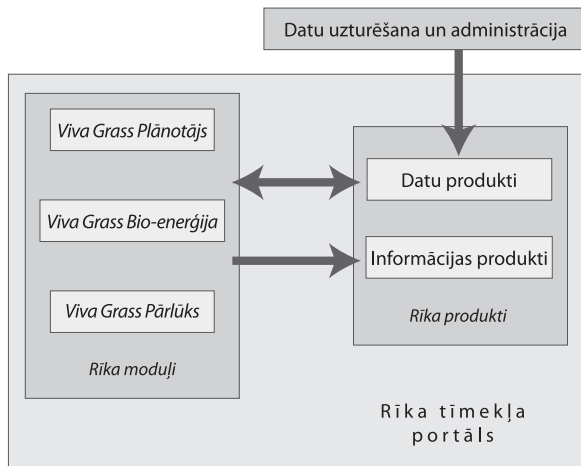 Datu uzturēšana un administrācija
Viva Grass Plānotājs
Viva Grass Bio-enerģija
Viva Grass Pārlūks
Rīka moduļi
Datu produkti
Informācijas produkti
Rīka produkti
Rīka tīmekļa
portāls